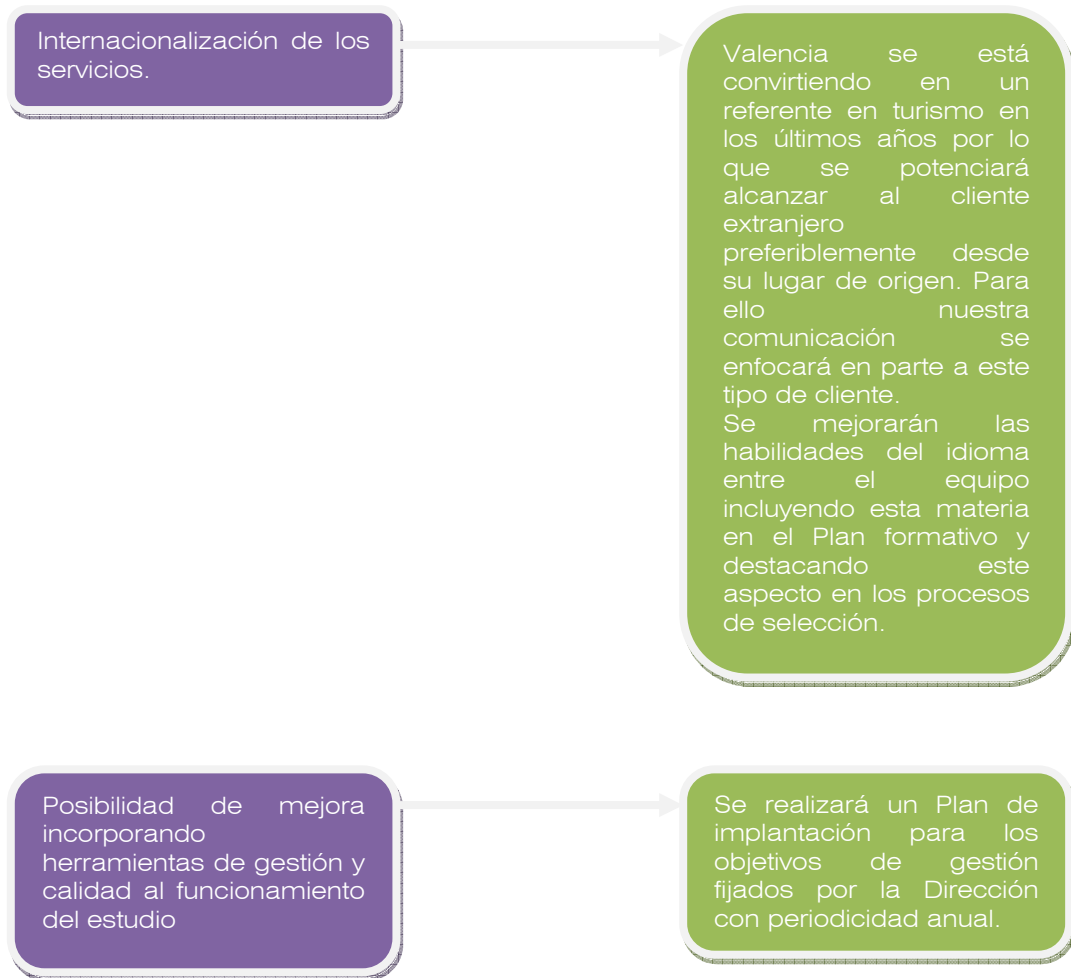 Internacionalización de los
servicios.
Valencia se está
convirtiendo en un
referente en turismo en
los últimos años por lo
que se potenciará
alcanzar al cliente
extranjero
preferiblemente desde
su lugar de origen. Para
ello nuestra
comunicación se
enfocará en parte a este
tipo de cliente.
Se mejorarán las
habilidades del idioma
entre el equipo
incluyendo esta materia
en el Plan formativo y
destacando este
aspecto en los procesos
de selección.
Posibilidad de mejora
incorporando
herramientas de gestión y
calidad al funcionamiento
del estudio
Se realizará un Plan de
implantación para los
objetivos de gestión
fijados por la Dirección
con periodicidad anual.